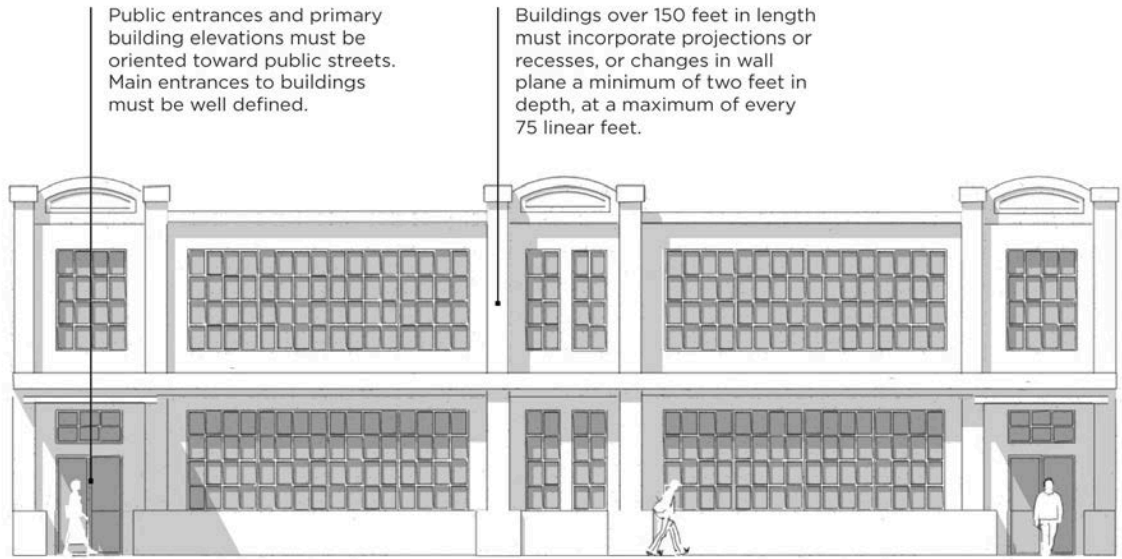 Public entrances and primary
building elevations must be
oriented toward public streets.
Main entrances to buildings
must be well defined.
Buildings over 150 feet in length
must incorporate projections or
recesses, or changes in wall
plane a minimum of two feet in
depth, at a maximum of every
75 linear feet.